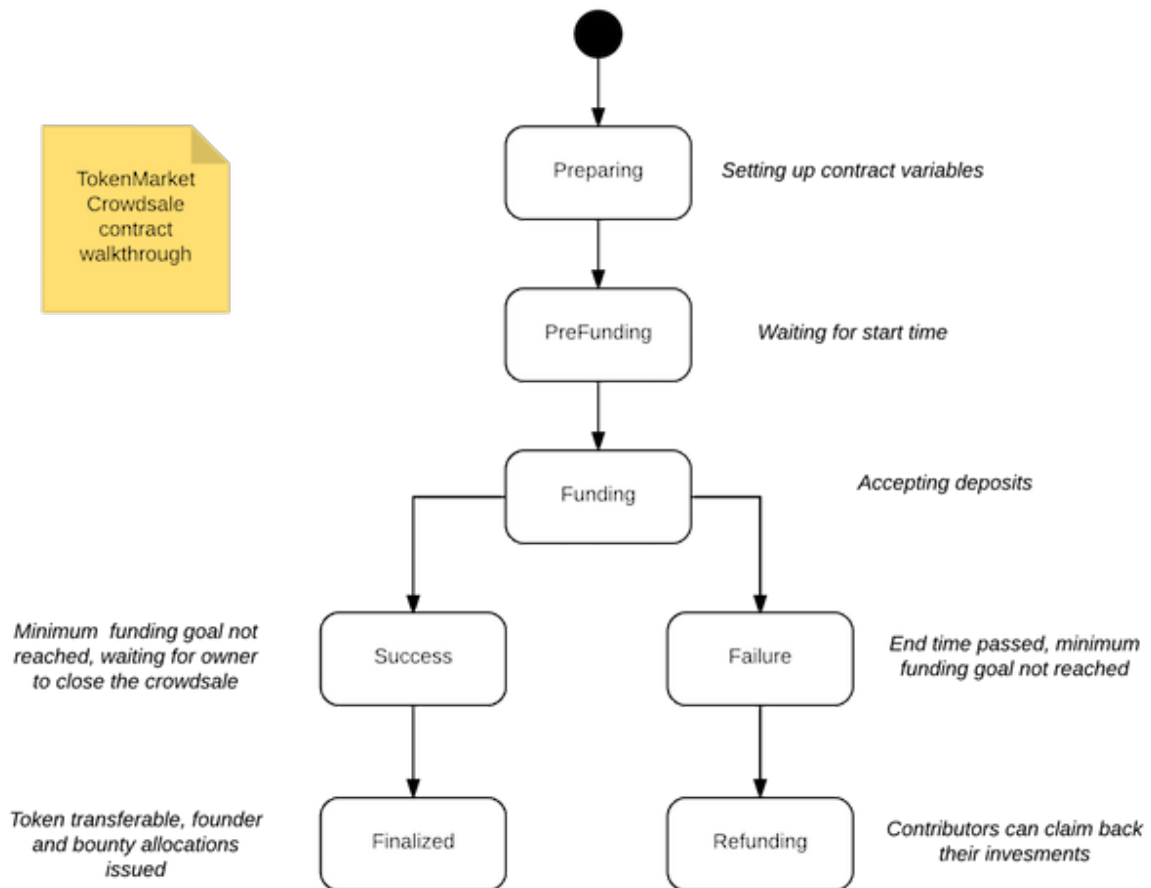 TokenMarket
Crowdsale
contract
walkthrough
Preparing
Setting up contract variables
PreFunding
Waiting for start time
Funding
Accepting deposits
Minimum funding goal not
reached, waiting for owner
to close the crowdsale
Success
Failure
End time passed, minimum
funding goal not reached
Token transferable, founder
and bounty allocations
issued
Finalized
Refunding
Contributors can claim back
their invesments